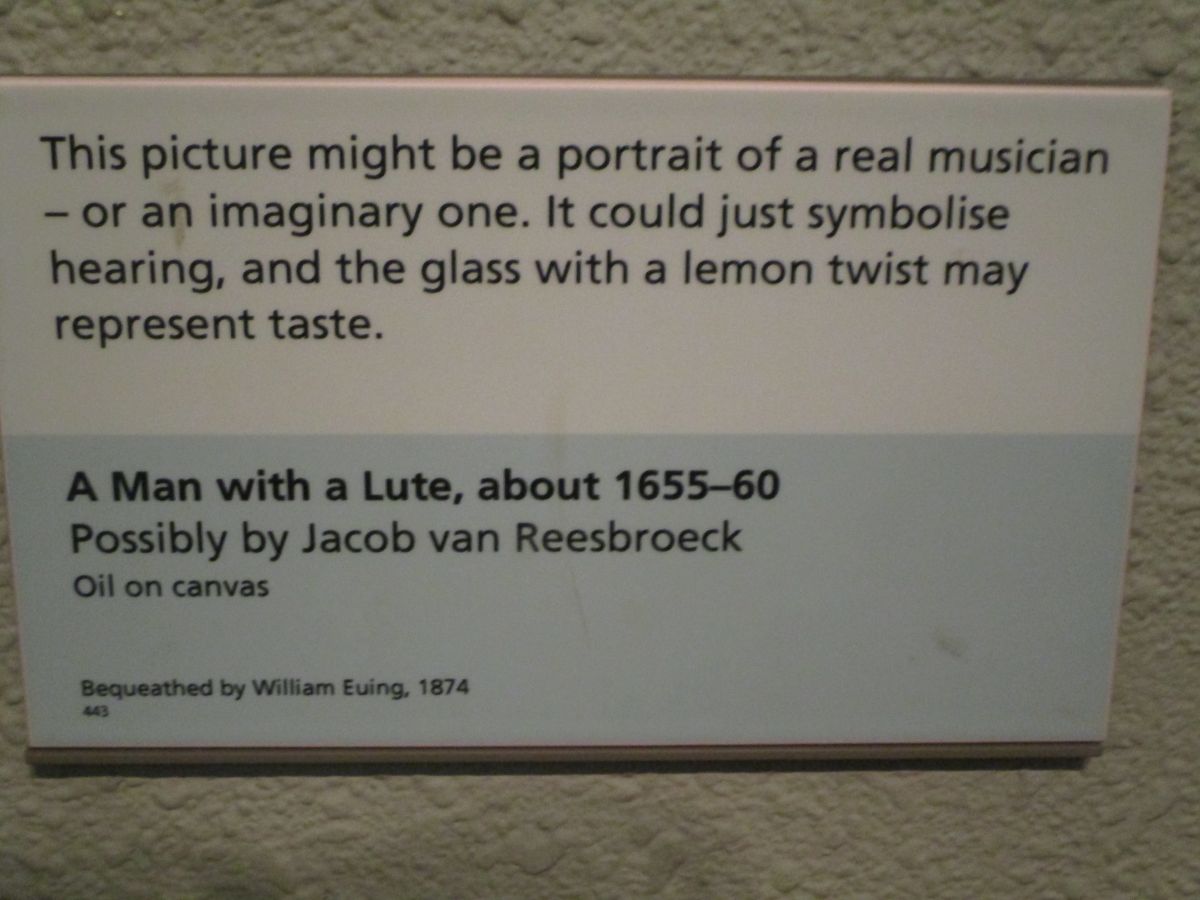 This picture might be a portrait of a real musician
– or an imaginary one. It could just symbolise
hearing, and the glass with a lemon twist may
represent taste.
A Man with a Lute, about 1655–60
Possibly by Jacob van Reesbroeck
Oil on canvas
Bequeathed by William Euing, 1874
443